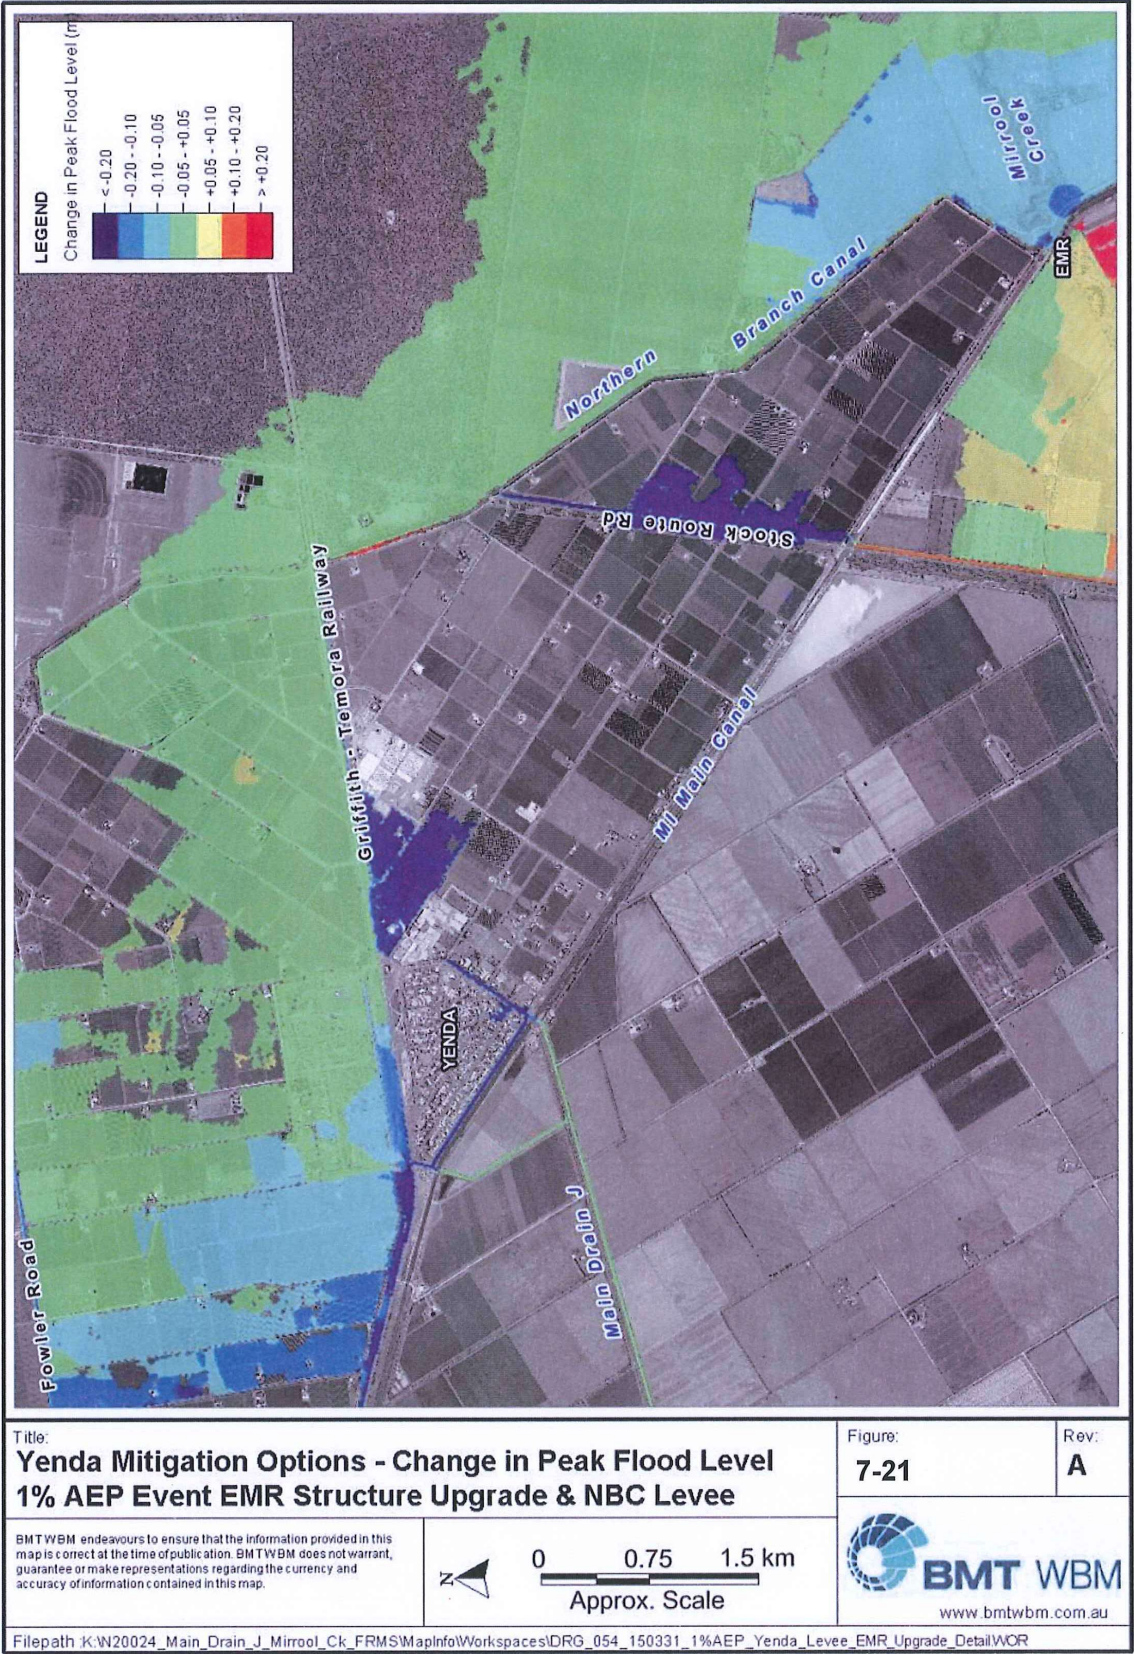 LEGEND
Change in Peak Flood Level (m
< -0.20
-0.20 - -0.10
-0.10 - -0.05
-0.05 - +0.05
+0.05 - +0.10
+0.10 - +0.20
> +0.20
Mirrool
Creek
EMR
Northern
Branch Canal
Stock Route Rd
Griffith - Temora Railway
MI Main Canal
YENDA
Main Drain J
Fowler Road
Title:
Yenda Mitigation Options - Change in Peak Flood Level
1% AEP Event EMR Structure Upgrade & NBC Levee
Figure:
7-21
Rev:
A
BMT WBM endeavours to ensure that the information provided in this
map is correct at the time of publication. BMT WBM does not warrant,
guarantee or make representations regarding the currency and
accuracy of information contained in this map.
N
0 0.75 1.5 km
Approx. Scale
BMT WBM
www.bmtwbm.com.au
Filepath :K:\N20024_Main_Drain_J_Mirrool_Ck_FRMS\MapInfo\Workspaces\DRG_054_150331_1%AEP_Yenda_Levee_EMR_Upgrade_Detail.WOR